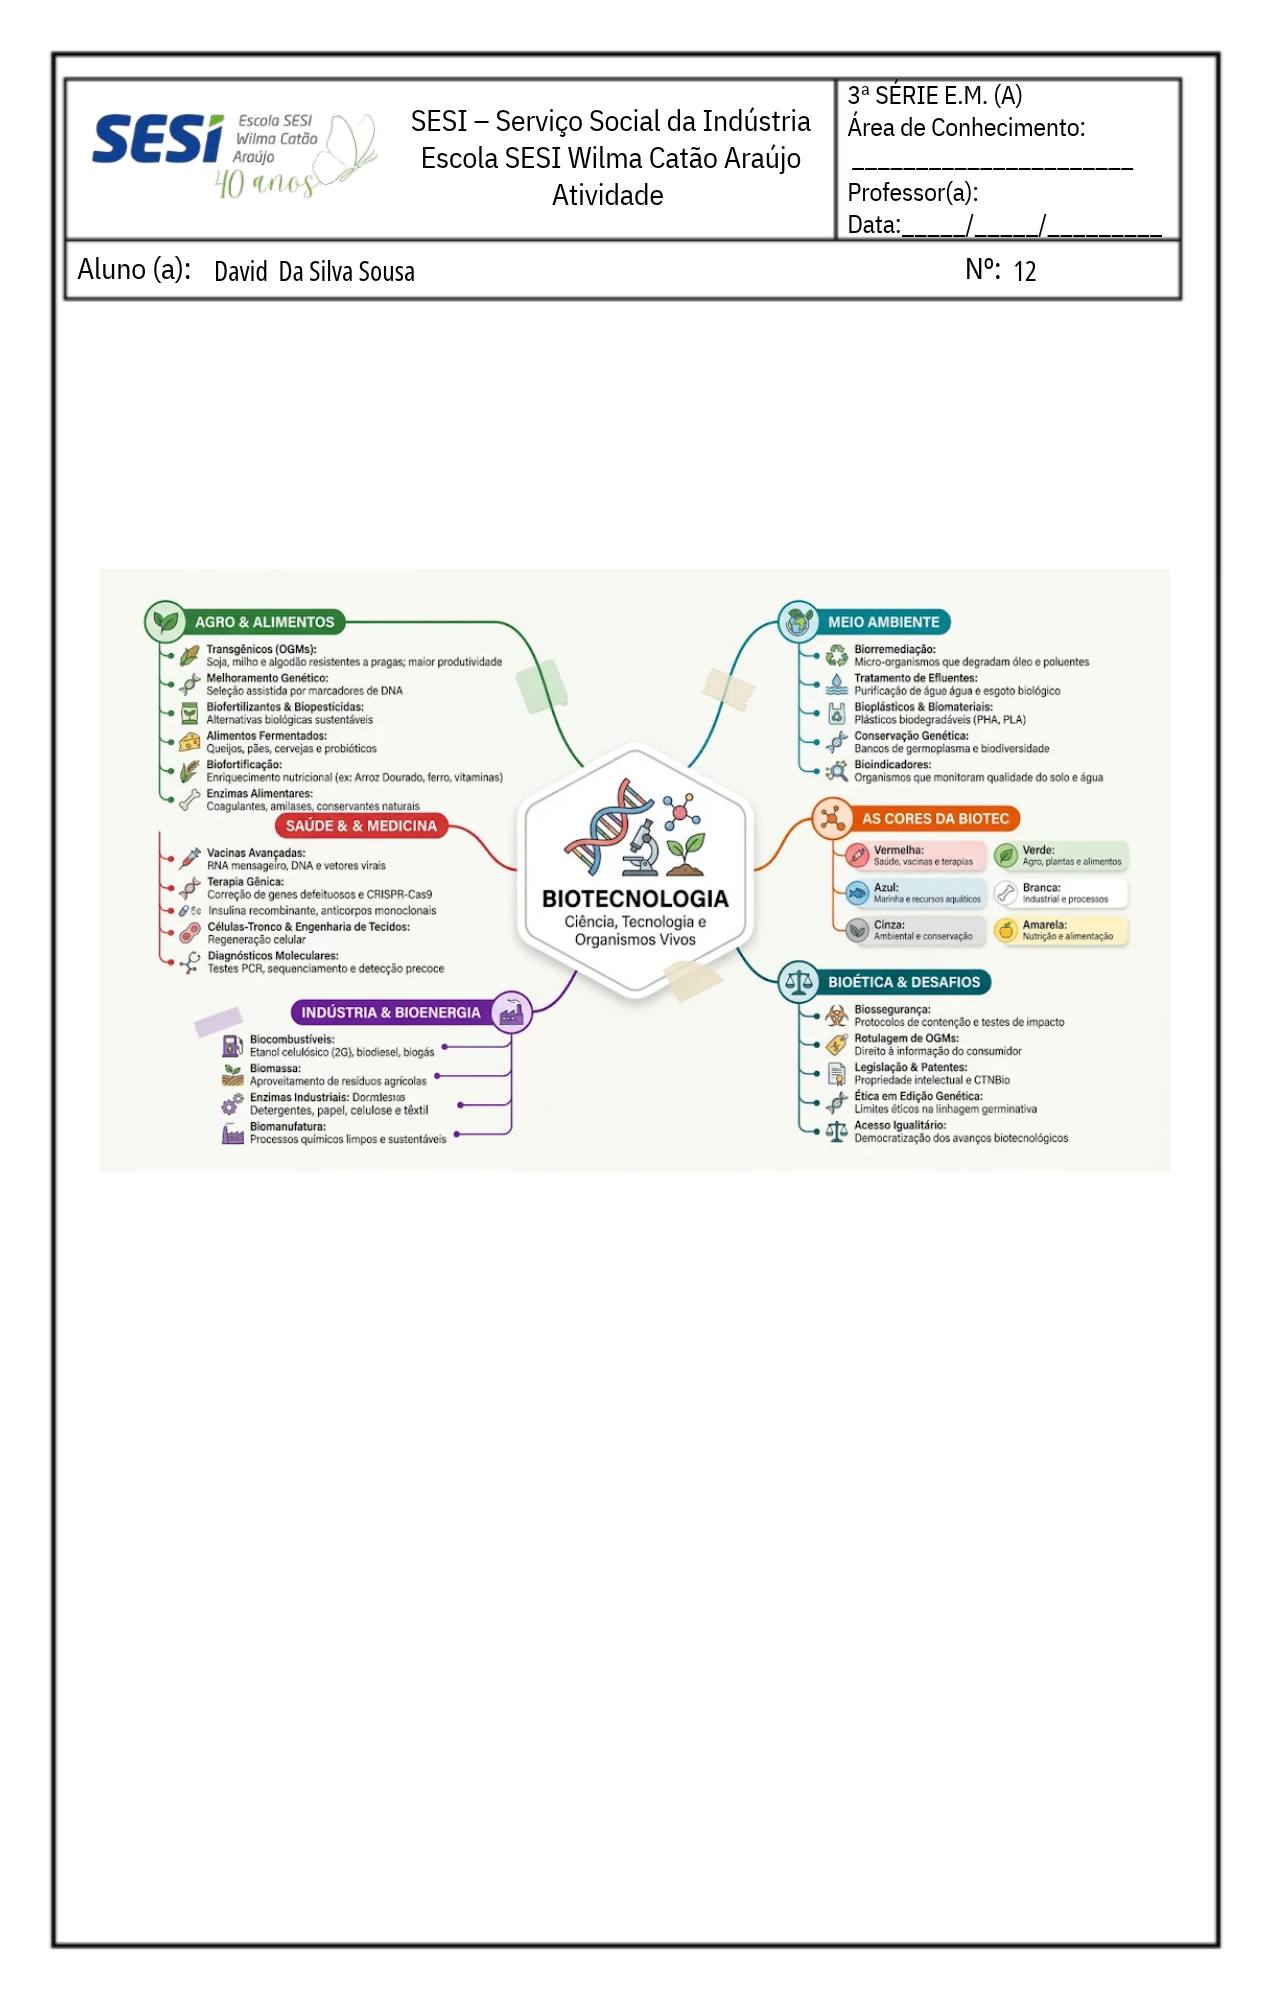 SESI
Escola SESI
Wilma Catão
Araújo
40 anos
SESI – Serviço Social da Indústria
Escola SESI Wilma Catão Araújo
Atividade
3ª SÉRIE E.M. (A)
Área de Conhecimento:
______________________
Professor(a):
Data:_____/_____/_________
Aluno (a): David Da Silva Sousa Nº: 12
AGRO & ALIMENTOS
Transgênicos (OGMs):
Soja, milho e algodão resistentes a pragas; maior produtividade
Melhoramento Genético:
Seleção assistida por marcadores de DNA
Biofertilizantes & Biopesticidas:
Alternativas biológicas sustentáveis
Alimentos Fermentados:
Queijos, pães, cervejas e probióticos
Biofortificação:
Enriquecimento nutricional (ex: Arroz Dourado, ferro, vitaminas)
Enzimas Alimentares:
Coagulantes, amilases, conservantes naturais
SAÚDE & & MEDICINA
Vacinas Avançadas:
RNA mensageiro, DNA e vetores virais
Terapia Gênica:
Correção de genes defeituosos e CRISPR-Cas9
Insulina recombinante, anticorpos monoclonais
Células-Tronco & Engenharia de Tecidos:
Regeneração celular
Diagnósticos Moleculares:
Testes PCR, sequenciamento e detecção precoce
INDÚSTRIA & BIOENERGIA
Biocombustíveis:
Etanol celulósico (2G), biodiesel, biogás
Biomassa:
Aproveitamento de resíduos agrícolas
Enzimas Industriais:
Detergentes, papel, celulose e têxtil
Biomanufatura:
Processos químicos limpos e sustentáveis
BIOTECNOLOGIA
Ciência, Tecnologia e
Organismos Vivos
MEIO AMBIENTE
Biorremediação:
Micro-organismos que degradam óleo e poluentes
Tratamento de Efluentes:
Purificação de água água e esgoto biológico
Bioplásticos & Biomateriais:
Plásticos biodegradáveis (PHA, PLA)
Conservação Genética:
Bancos de germoplasma e biodiversidade
Bioindicadores:
Organismos que monitoram qualidade do solo e água
AS CORES DA BIOTEC
Vermelha:
Saúde, vacinas e terapias
Verde:
Agro, plantas e alimentos
Azul:
Marinha e recursos aquáticos
Branca:
Industrial e processos
Cinza:
Ambiental e conservação
Amarela:
Nutrição e alimentação
BIOÉTICA & DESAFIOS
Biossegurança:
Protocolos de contenção e testes de impacto
Rotulagem de OGMs:
Direito à informação do consumidor
Legislação & Patentes:
Propriedade intelectual e CTNBio
Ética em Edição Genética:
Limites éticos na linhagem germinativa
Acesso Igualitário:
Democratização dos avanços biotecnológicos